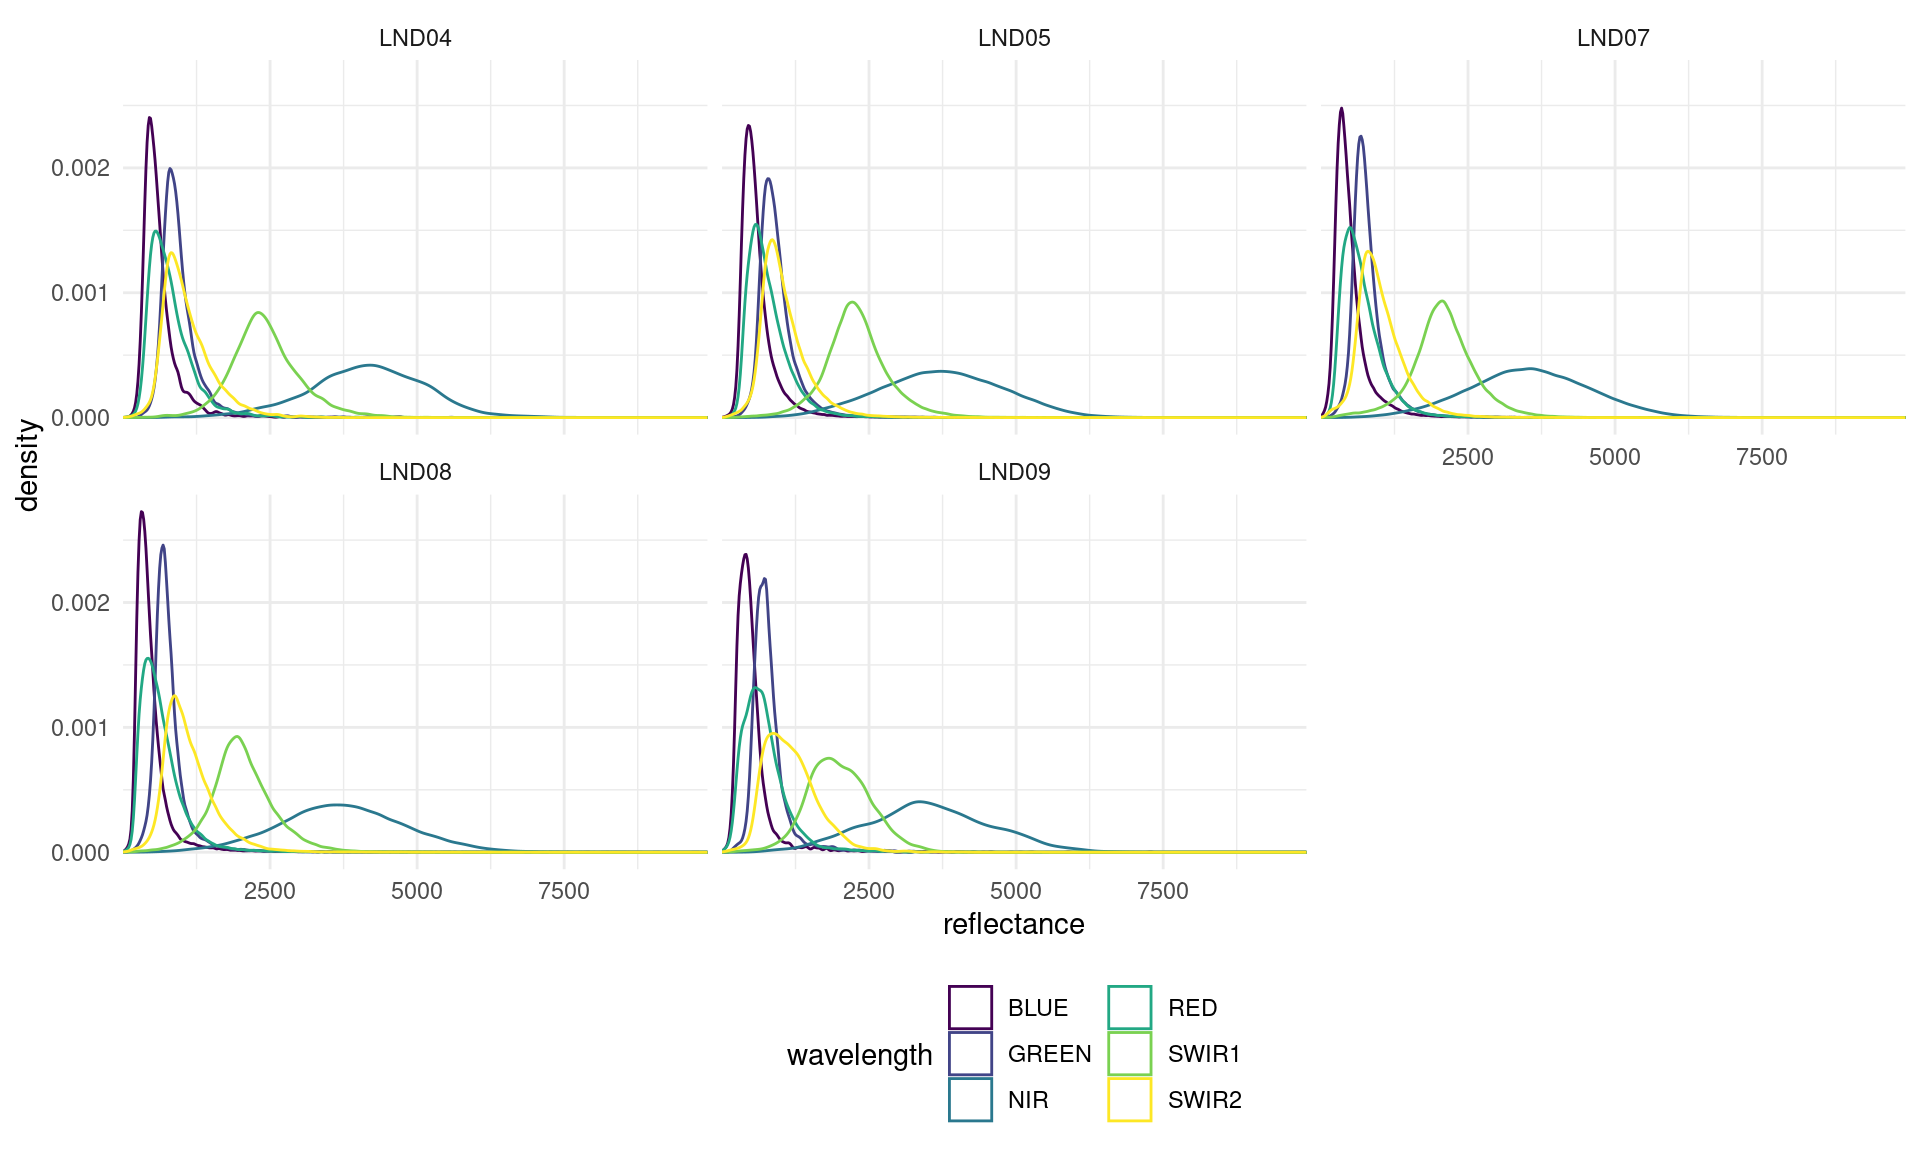 LND04 LND05 LND07
0.002
0.001
0.000
2500 5000 7500
LND08 LND09
density
0.002
0.001
0.000
2500 5000 7500 2500 5000 7500
reflectance
wavelength
BLUE RED
GREEN SWIR1
NIR SWIR2